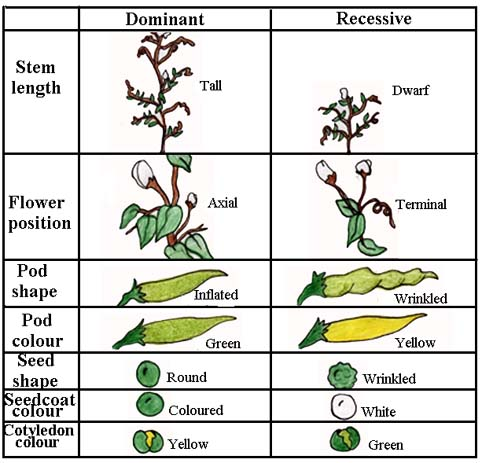 Dominant
Recessive
Stem
length
Tall
Dwarf
Flower
position
Axial
Terminal
Pod
shape
Inflated
Wrinkled
Pod
colour
Green
Yellow
Seed
shape
Round
Wrinkled
Seedcoat
colour
Coloured
White
Cotyledon
colour
Yellow
Green